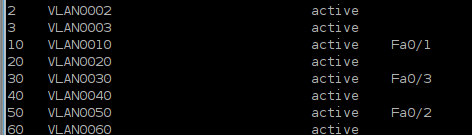 2 VLAN0002 active
3 VLAN0003 active
10 VLAN0010 active Fa0/1
20 VLAN0020 active
30 VLAN0030 active Fa0/3
40 VLAN0040 active
50 VLAN0050 active Fa0/2
60 VLAN0060 active